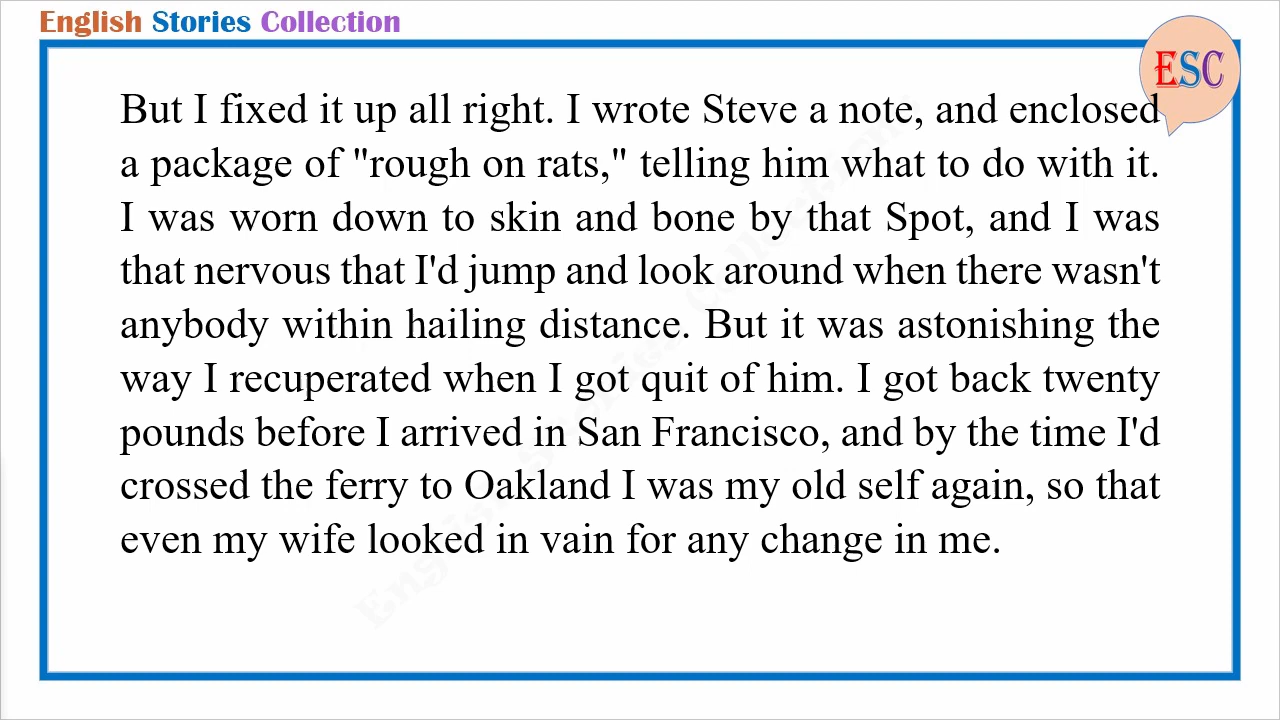 English Stories Collection
ESC
But I fixed it up all right. I wrote Steve a note, and enclosed
a package of "rough on rats," telling him what to do with it.
I was worn down to skin and bone by that Spot, and I was
that nervous that I'd jump and look around when there wasn't
anybody within hailing distance. But it was astonishing the
way I recuperated when I got quit of him. I got back twenty
pounds before I arrived in San Francisco, and by the time I'd
crossed the ferry to Oakland I was my old self again, so that
even my wife looked in vain for any change in me.
English Stories Collection